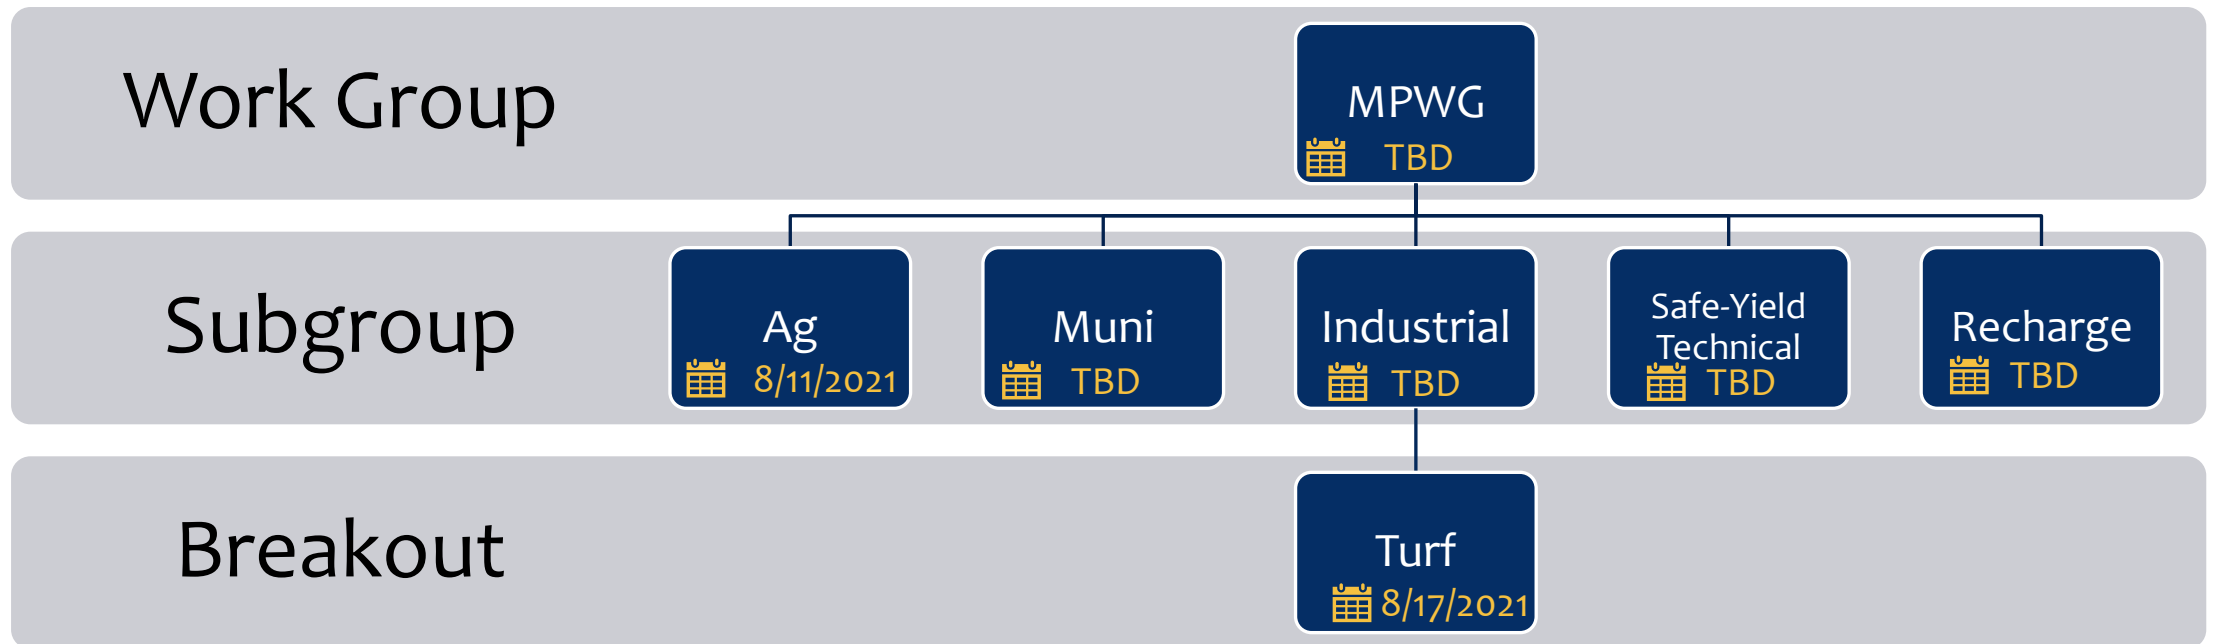 Work Group
MPWG
TBD
Subgroup
Ag
8/11/2021
Muni
TBD
Industrial
TBD
Safe-Yield
Technical
TBD
Recharge
TBD
Breakout
Turf
8/17/2021